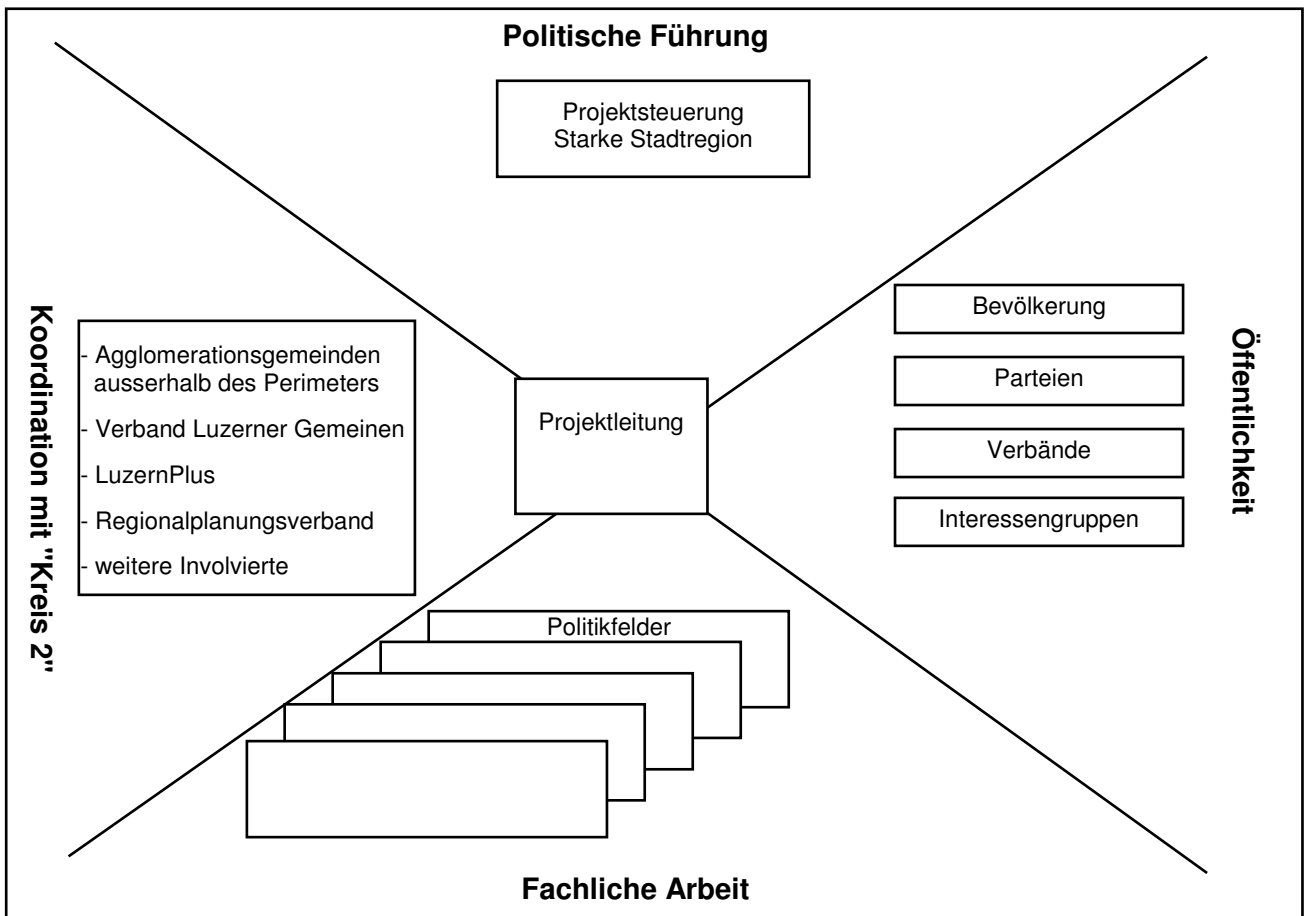 Politische Führung
Projektsteuerung
Starke Stadtregion
Koordination mit "Kreis 2"
- Agglomerationsgemeinden
ausserhalb des Perimeters
- Verband Luzerner Gemeinen
- LuzernPlus
- Regionalplanungsverband
- weitere Involvierte
Projektleitung
Bevölkerung
Parteien
Verbände
Interessengruppen
Öffentlichkeit
Politikfelder
Fachliche Arbeit